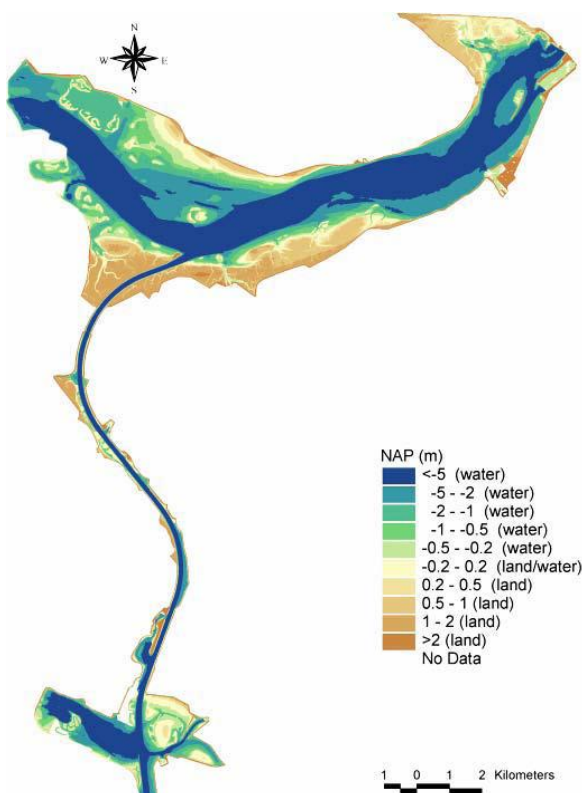 N
W E
S
NAP (m)
<-5 (water)
-5 - -2 (water)
-2 - -1 (water)
-1 - -0.5 (water)
-0.5 - -0.2 (water)
-0.2 - 0.2 (land/water)
0.2 - 0.5 (land)
0.5 - 1 (land)
1 - 2 (land)
>2 (land)
No Data
1 0 1 2 Kilometers